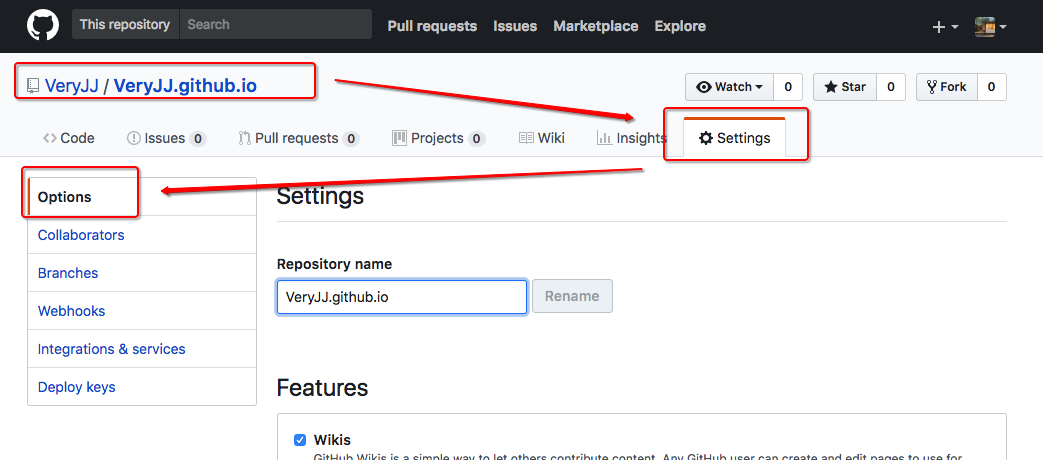 This repository Search Pull requests Issues Marketplace Explore
VeryJJ / VeryJJ.github.io Watch 0 Star 0 Fork 0
Code Issues 0 Pull requests 0 Projects 0 Wiki Insights Settings
Options
Collaborators
Branches
Webhooks
Integrations & services
Deploy keys
Settings
Repository name
VeryJJ.github.io Rename
Features
Wikis
GitHub Wikis is a simple way to let others contribute content. Any GitHub user can create and edit pages to use for